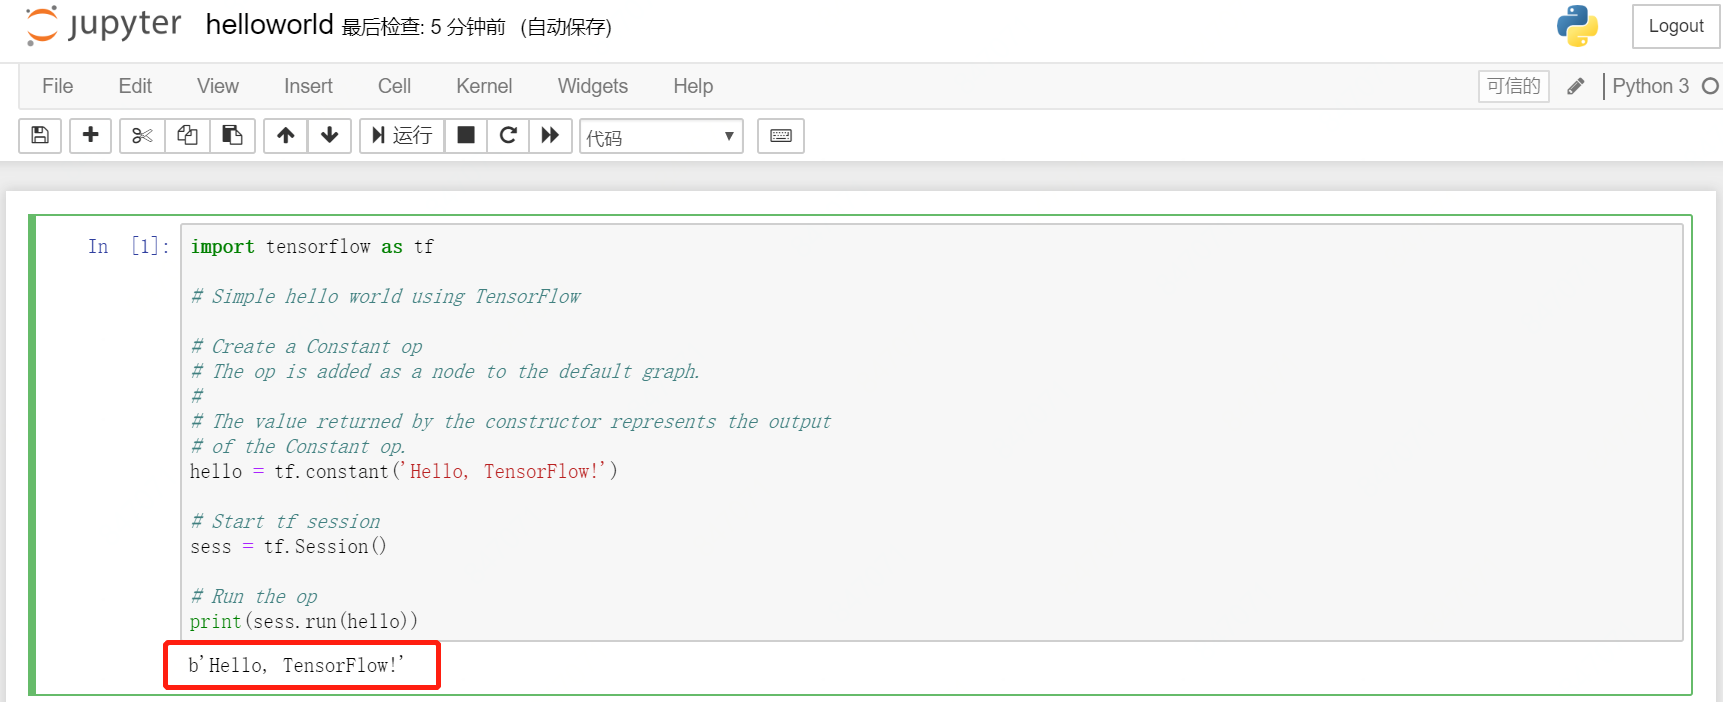 jupyter helloworld 最后检查: 5 分钟前 (自动保存)
Logout
File Edit View Insert Cell Kernel Widgets Help
可信的 Python 3
运行 代码
In [1]:
import tensorflow as tf
# Simple hello world using TensorFlow
# Create a Constant op
# The op is added as a node to the default graph.
#
# The value returned by the constructor represents the output
# of the Constant op.
hello = tf.constant('Hello, TensorFlow!')
# Start tf session
sess = tf.Session()
# Run the op
print(sess.run(hello))
b'Hello, TensorFlow!'